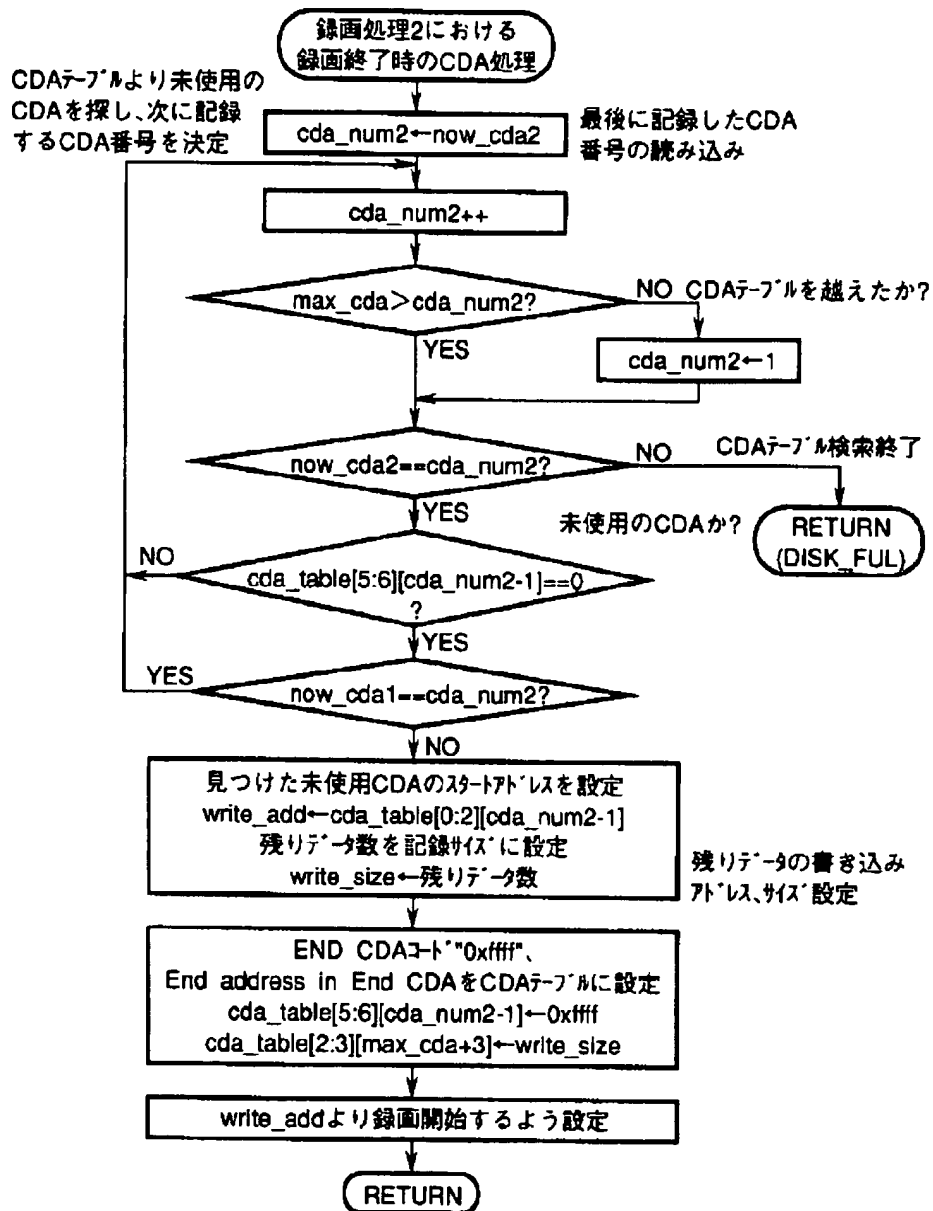 録画処理2における
録画終了時のCDA処理
CDAテーブルより未使用の
CDAを探し、次に記録
するCDA番号を決定
cda_num2←now_cda2
最後に記録したCDA
番号の読み込み
cda_num2++
max_cda>cda_num2?
NO CDAテーブルを越えたか?
YES
cda_num2←1
now_cda2==cda_num2?
NO
CDAテーブル検索終了
YES
未使用のCDAか?
RETURN
(DISK_FUL)
NO
cda_table[5:6][cda_num2-1]==0
?
YES
YES
now_cda1==cda_num2?
NO
見つけた未使用CDAのスタートアドレスを設定
write_add←cda_table[0:2][cda_num2-1]
残りデータ数を記録サイズに設定
write_size←残りデータ数
残りデータの書き込み
アドレス、サイズ設定
END CDAコード"0xffff"、
End address in End CDAをCDAテーブルに設定
cda_table[5:6][cda_num2-1]←0xffff
cda_table[2:3][max_cda+3]←write_size
write_addより録画開始するよう設定
RETURN